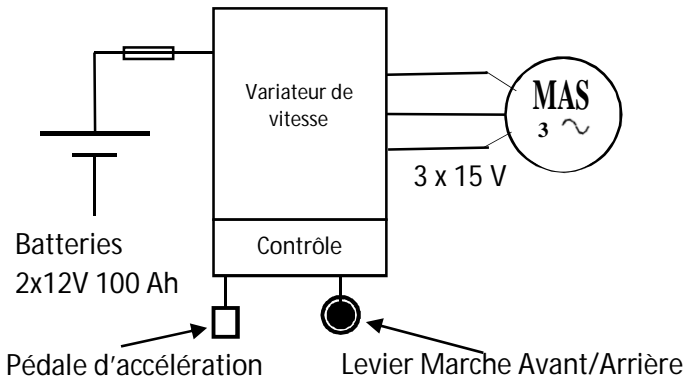 Variateur de
vitesse
MAS
3 ~
3 x 15 V
Contrôle
Batteries
2x12V 100 Ah
Pédale d'accélération
Levier Marche Avant/Arrière